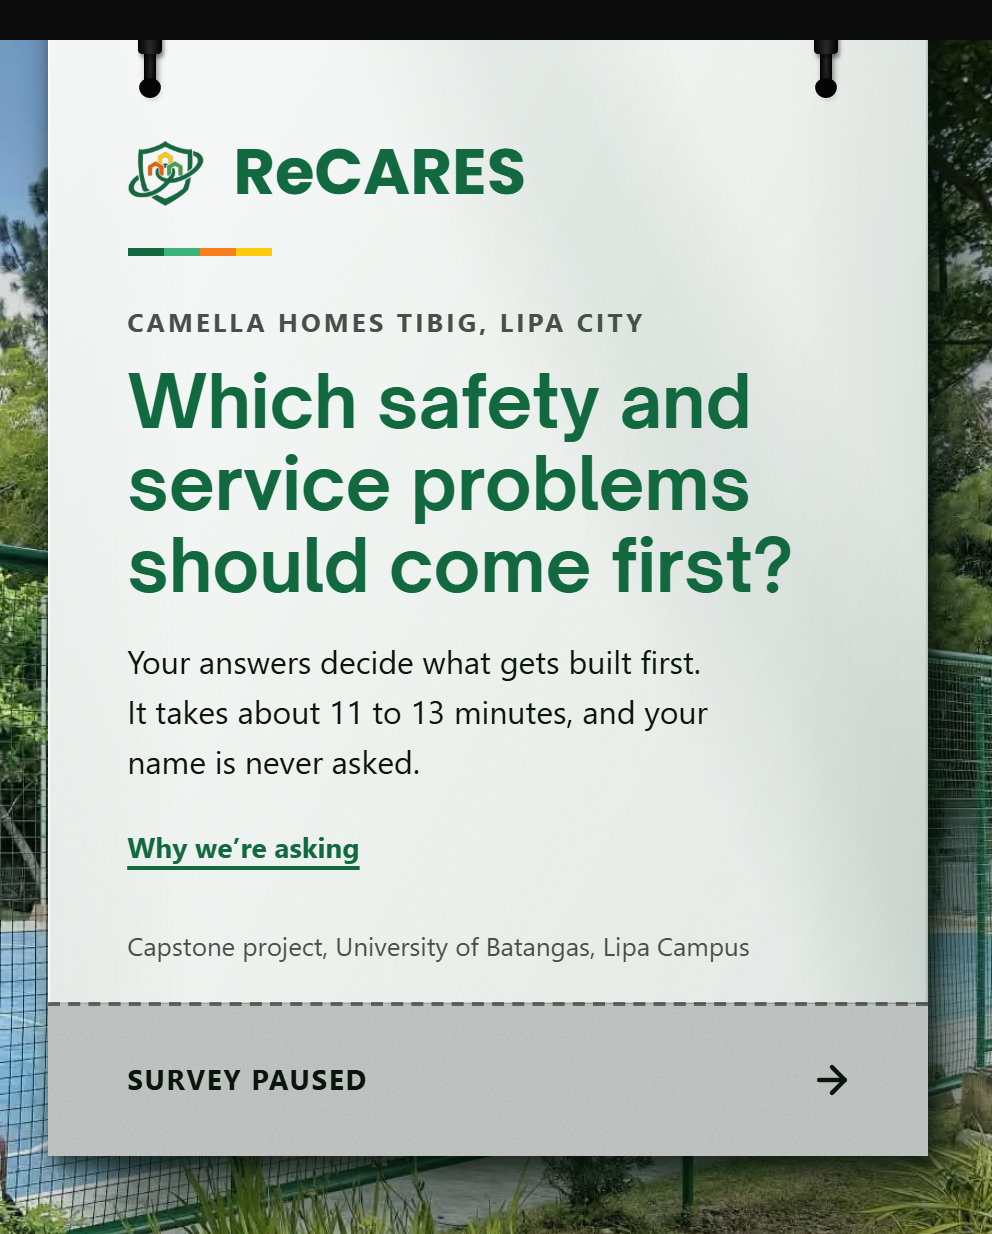 ReCARES
CAMELLA HOMES TIBIG, LIPA CITY
Which safety and
service problems
should come first?
Your answers decide what gets built first.
It takes about 11 to 13 minutes, and your
name is never asked.
Why we’re asking
Capstone project, University of Batangas, Lipa Campus
SURVEY PAUSED